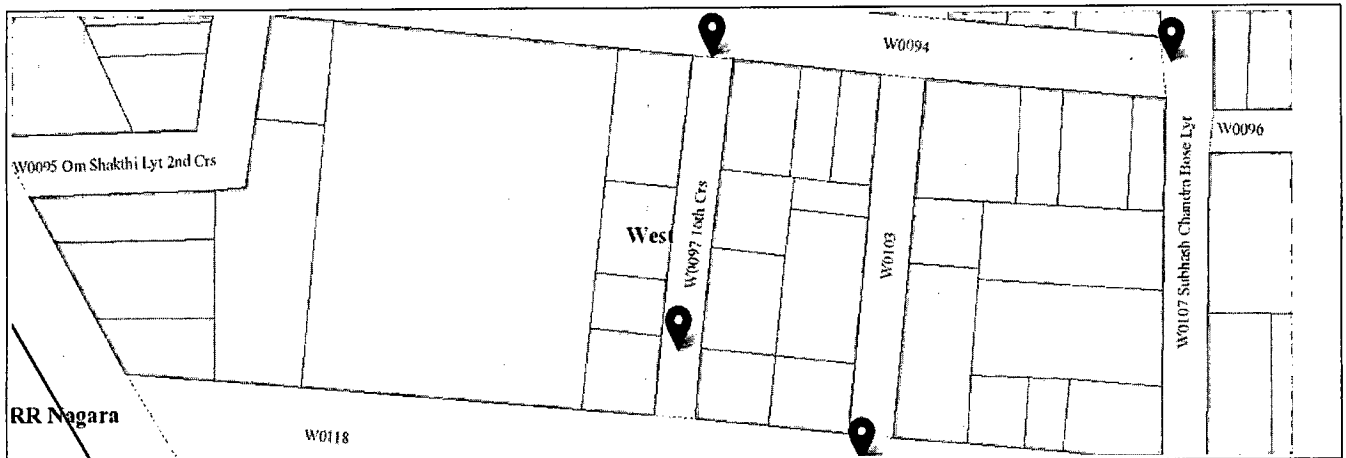 W0094
W0096
W0095 Om Shakthi Lyt 2nd Crs
West
W0097 16th Crs
W0103
W0107 Subhash Chandra Bose Lyt
RR Nagara
W0118